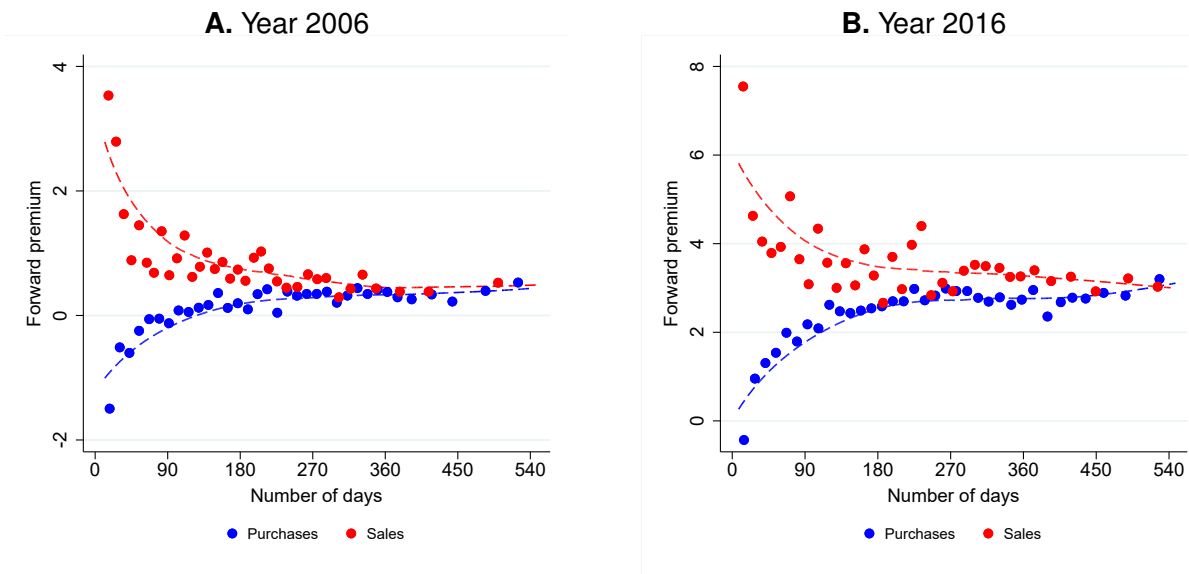 A. Year 2006
4
2
0
-2
Forward premium
0 90 180 270 360 450 540
Number of days
Purchases Sales
B. Year 2016
8
6
4
2
0
Forward premium
0 90 180 270 360 450 540
Number of days
Purchases Sales